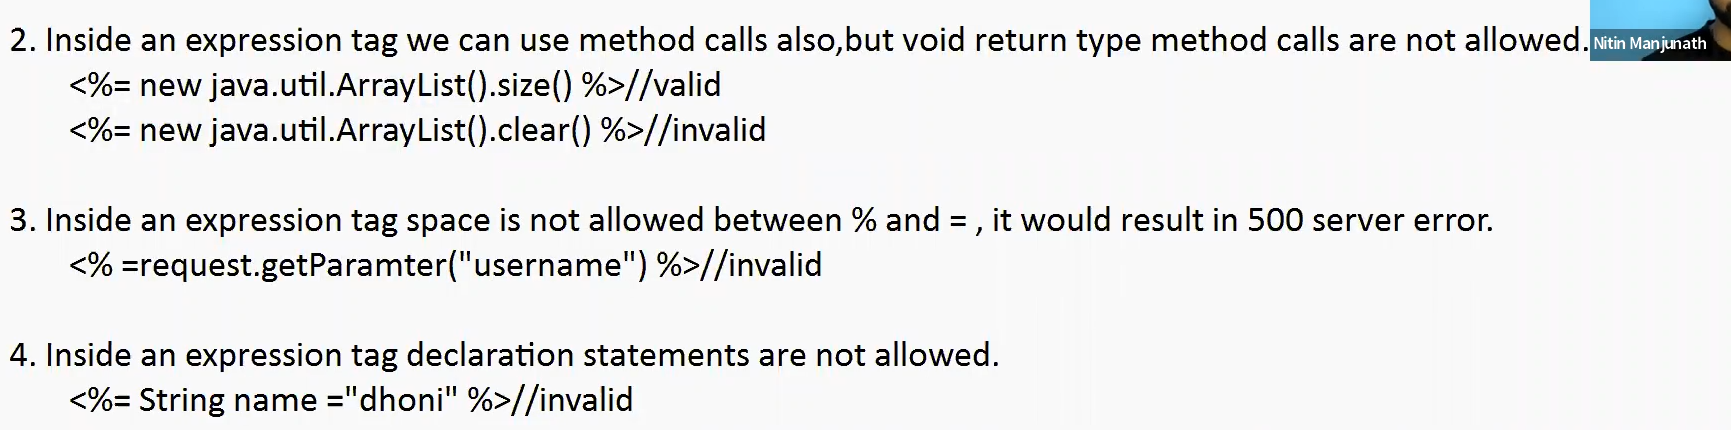 2. Inside an expression tag we can use method calls also,but void return type method calls are not allowed.
Nitin Manjunath
<%= new java.util.ArrayList().size() %>//valid
<%= new java.util.ArrayList().clear() %>//invalid
3. Inside an expression tag space is not allowed between % and = , it would result in 500 server error.
<% =request.getParamter("username") %>//invalid
4. Inside an expression tag declaration statements are not allowed.
<%= String name ="dhoni" %>//invalid